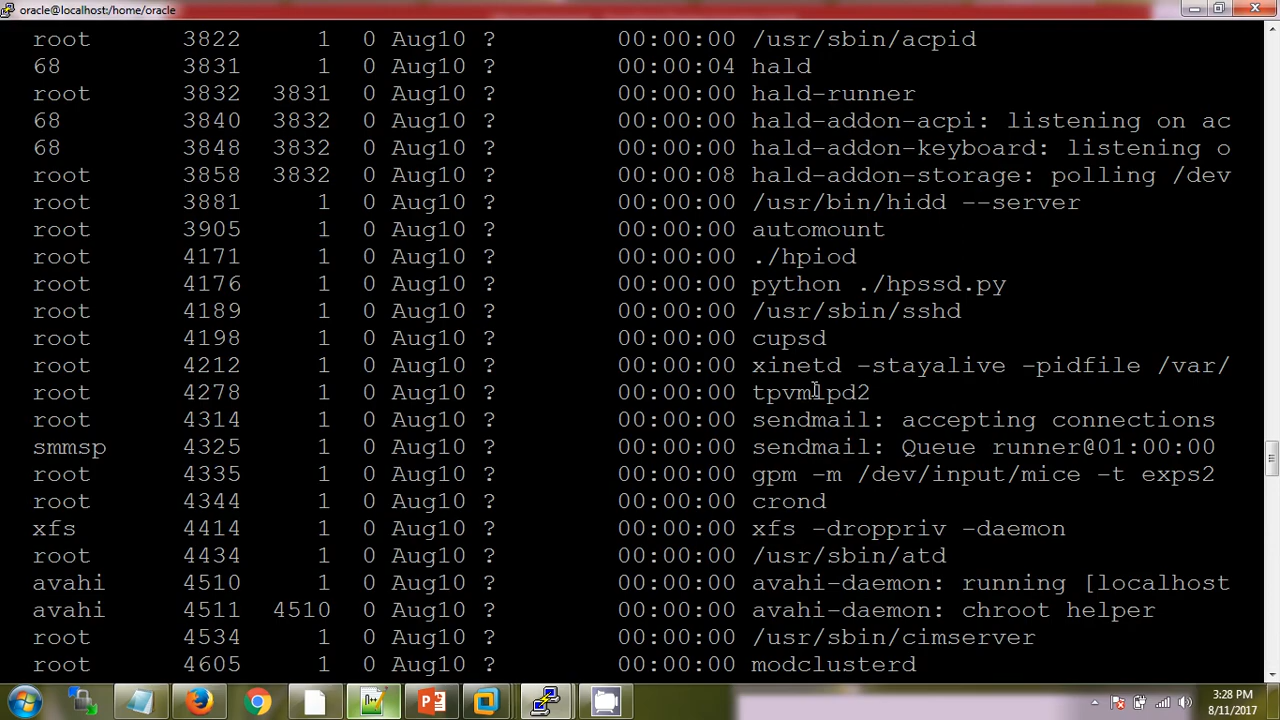 oracle@localhost:/home/oracle
root 3822 1 0 Aug10 ? 00:00:00 /usr/sbin/acpid
68 3831 1 0 Aug10 ? 00:00:04 hald
root 3832 3831 0 Aug10 ? 00:00:00 hald-runner
68 3840 3832 0 Aug10 ? 00:00:00 hald-addon-acpi: listening on ac
68 3848 3832 0 Aug10 ? 00:00:00 hald-addon-keyboard: listening o
root 3858 3832 0 Aug10 ? 00:00:08 hald-addon-storage: polling /dev
root 3881 1 0 Aug10 ? 00:00:00 /usr/bin/hidd --server
root 3905 1 0 Aug10 ? 00:00:00 automount
root 4171 1 0 Aug10 ? 00:00:00 ./hpiod
root 4176 1 0 Aug10 ? 00:00:00 python ./hpssd.py
root 4189 1 0 Aug10 ? 00:00:00 /usr/sbin/sshd
root 4198 1 0 Aug10 ? 00:00:00 cupsd
root 4212 1 0 Aug10 ? 00:00:00 xinetd -stayalive -pidfile /var/
root 4278 1 0 Aug10 ? 00:00:00 tpvmlpd2
root 4314 1 0 Aug10 ? 00:00:00 sendmail: accepting connections
smmsp 4325 1 0 Aug10 ? 00:00:00 sendmail: Queue runner@01:00:00
root 4335 1 0 Aug10 ? 00:00:00 gpm -m /dev/input/mice -t exps2
root 4344 1 0 Aug10 ? 00:00:00 crond
xfs 4414 1 0 Aug10 ? 00:00:00 xfs -droppriv -daemon
root 4434 1 0 Aug10 ? 00:00:00 /usr/sbin/atd
avahi 4510 1 0 Aug10 ? 00:00:00 avahi-daemon: running [localhost
avahi 4511 4510 0 Aug10 ? 00:00:00 avahi-daemon: chroot helper
root 4534 1 0 Aug10 ? 00:00:00 /usr/sbin/cimserver
root 4605 1 0 Aug10 ? 00:00:00 modclusterd
3:28 PM
8/11/2017